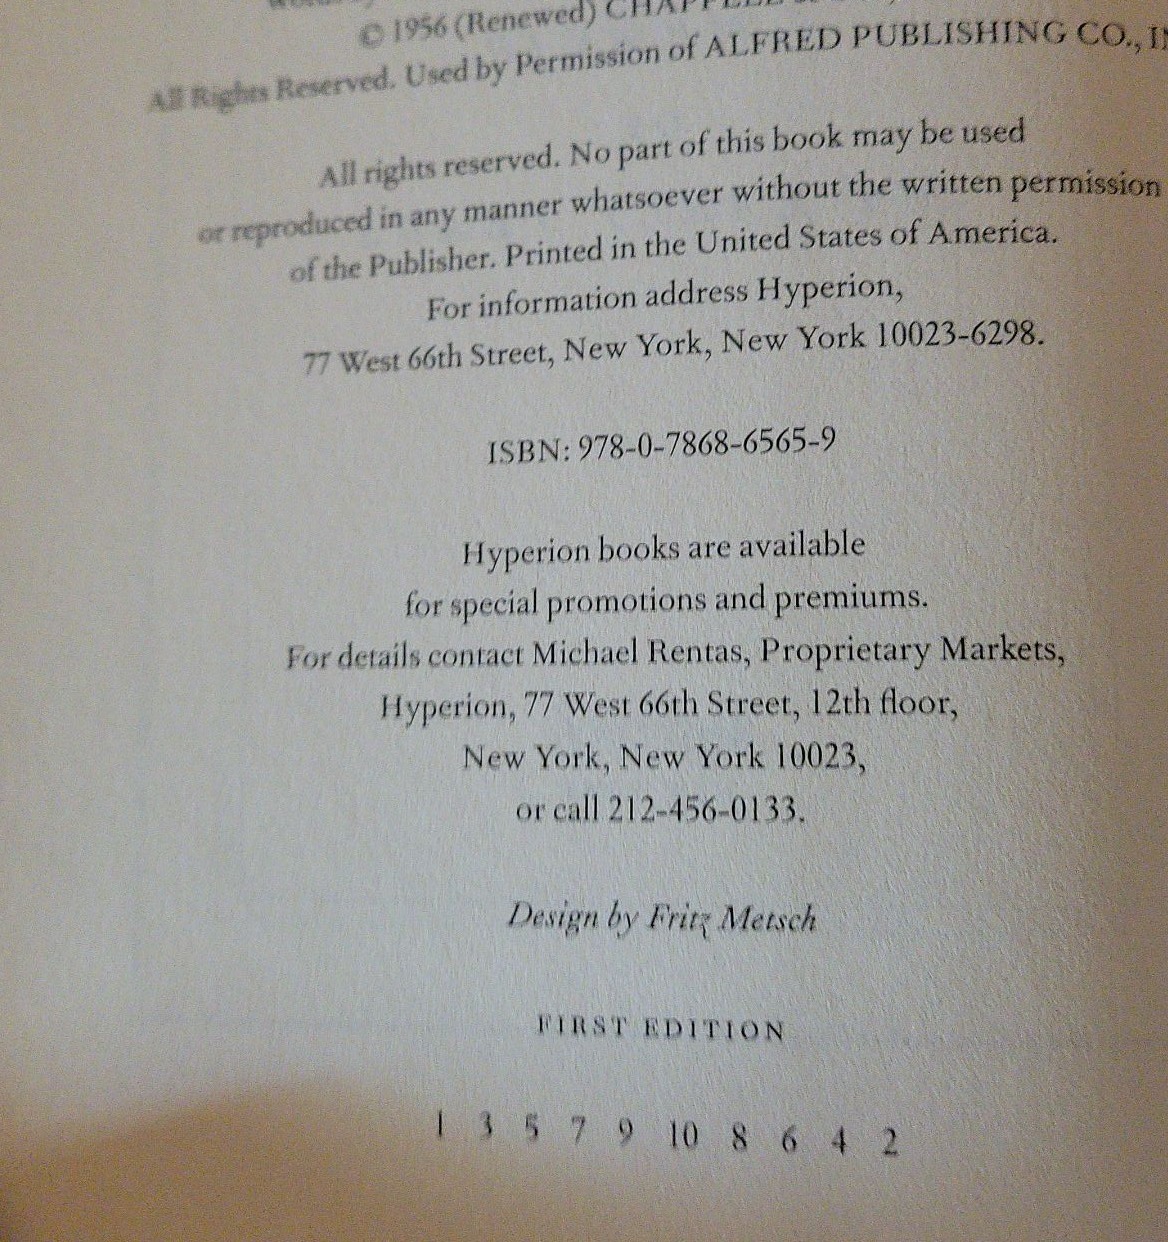 © 1956 (Renewed)
All Rights Reserved. Used by Permission of ALFRED PUBLISHING CO.,
All rights reserved. No part of this book may be used
or reproduced in any manner whatsoever without the written permission
of the Publisher. Printed in the United States of America.
For information address Hyperion,
77 West 66th Street, New York, New York 10023-6298.
ISBN: 978-0-7868-6565-9
Hyperion books are available
for special promotions and premiums.
For details contact Michael Rentas, Proprietary Markets,
Hyperion, 77 West 66th Street, 12th floor,
New York, New York 10023,
or call 212-456-0133.
Design by Fritz Metsch
FIRST EDITION
1 3 5 7 9 10 8 6 4 2